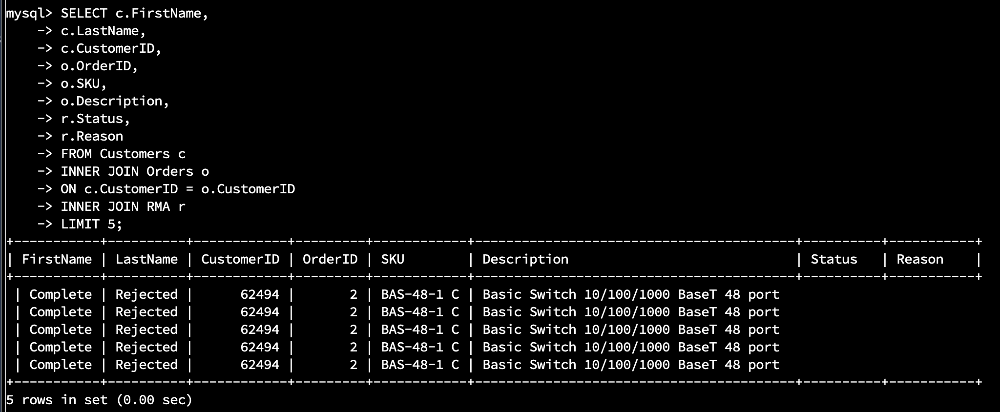 mysql> SELECT c.FirstName,
    -> c.LastName,
    -> c.CustomerID,
    -> o.OrderID,
    -> o.SKU,
    -> o.Description,
    -> r.Status,
    -> r.Reason
    -> FROM Customers c
    -> INNER JOIN Orders o
    -> ON c.CustomerID = o.CustomerID
    -> INNER JOIN RMA r
    -> LIMIT 5;
+-----------+----------+------------+---------+------------+-----------------------------------------+----------+-----------+
| FirstName | LastName | CustomerID | OrderID | SKU        | Description                             | Status   | Reason    |
+-----------+----------+------------+---------+------------+-----------------------------------------+----------+-----------+
 | Complete | Rejected |      62494 |       2 | BAS-48-1 C | Basic Switch 10/100/1000 BaseT 48 port
 | Complete | Rejected |      62494 |       2 | BAS-48-1 C | Basic Switch 10/100/1000 BaseT 48 port
 | Complete | Rejected |      62494 |       2 | BAS-48-1 C | Basic Switch 10/100/1000 BaseT 48 port
 | Complete | Rejected |      62494 |       2 | BAS-48-1 C | Basic Switch 10/100/1000 BaseT 48 port
 | Complete | Rejected |      62494 |       2 | BAS-48-1 C | Basic Switch 10/100/1000 BaseT 48 port
+-----------+----------+------------+---------+------------+-----------------------------------------+----------+-----------+
5 rows in set (0.00 sec)